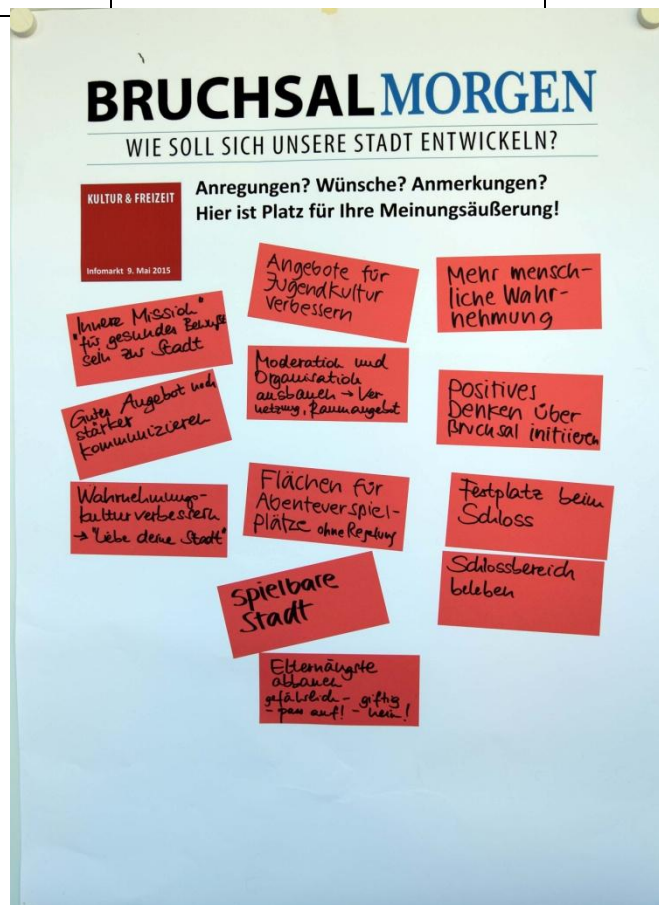 BRUCHSAL MORGEN
WIE SOLL SICH UNSERE STADT ENTWICKELN?
KULTUR & FREIZEIT
Infomarkt 9. Mai 2015
Anregungen? Wünsche? Anmerkungen?
Hier ist Platz für Ihre Meinungsäußerung!
"Innere Mission"
für gesundes Bewußt
sein zur Stadt
Gutes Angebot noch
stärker
kommunizieren
Wahrnehmungs-
kultur verbessern
→ "Liebe deine Stadt"
Angebote für
Jugendkultur
verbessern
Moderation und
Organisation
ausbauen → Ver
netzung, Raumangebot
Flächen für
Abenteuerspiel-
plätze ohne Regelung
Spielbare
Stadt
Elternängste
abbauen
gefährlich - giftig
- pass auf! - nein!
Mehr mensch-
liche Wahr-
nehmung
Positives
Denken über
Bruchsal initiieren
Festplatz beim
Schloss
Schlossbereich
beleben